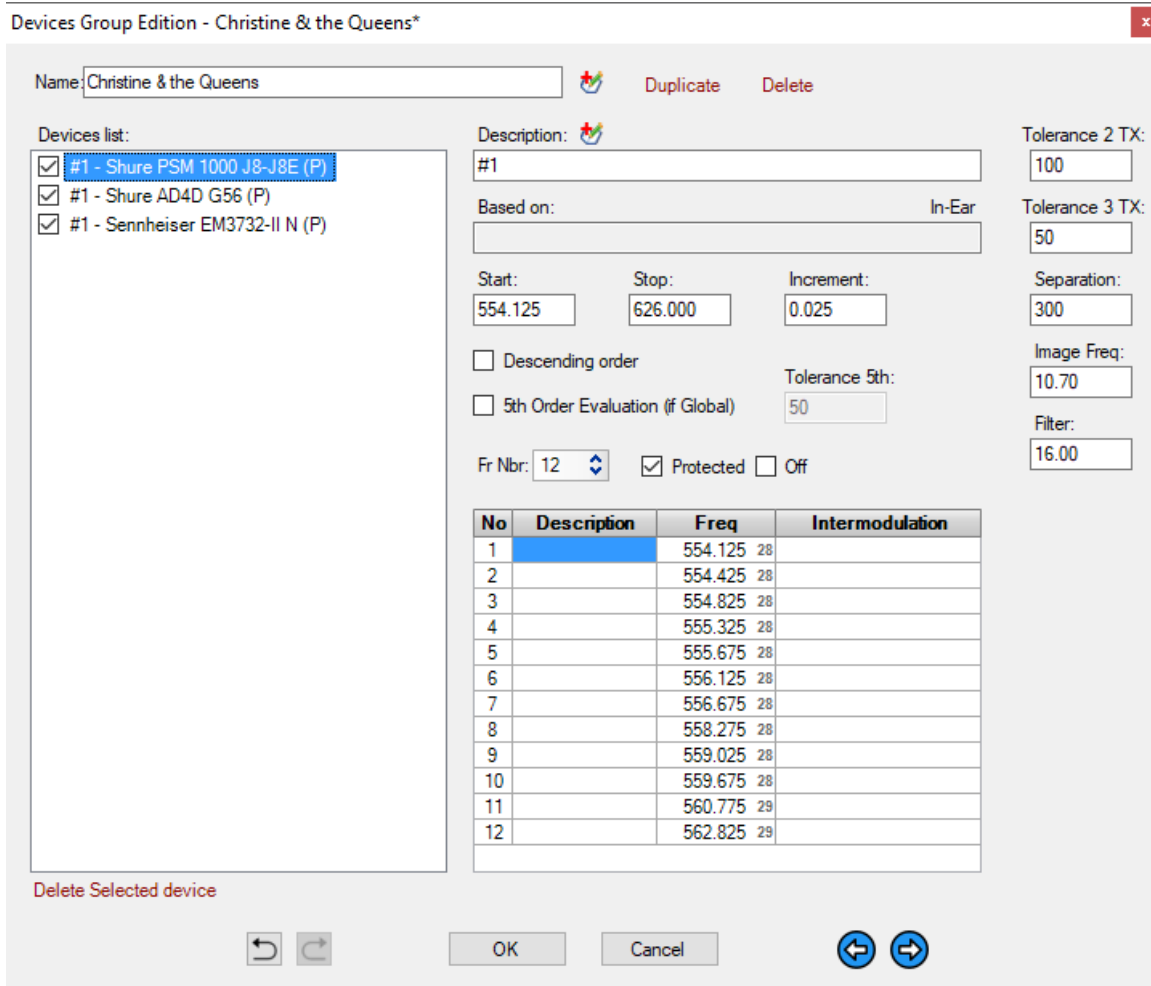 Devices Group Edition - Christine & the Queens*
x
Name: Christine & the Queens
Duplicate Delete
Devices list:
#1 - Shure PSM 1000 J8-J8E (P)
#1 - Shure AD4D G56 (P)
#1 - Sennheiser EM3732-II N (P)
Delete Selected device
Description:
#1
Based on: In-Ear
Start: Stop: Increment:
554.125 626.000 0.025
Descending order
5th Order Evaluation (if Global)
Tolerance 5th:
50
Fr Nbr: 12 Protected Off
Tolerance 2 TX:
100
Tolerance 3 TX:
50
Separation:
300
Image Freq:
10.70
Filter:
16.00
No Description Freq Intermodulation
1 554.125 28
2 554.425 28
3 554.825 28
4 555.325 28
5 555.675 28
6 556.125 28
7 556.675 28
8 558.275 28
9 559.025 28
10 559.675 28
11 560.775 29
12 562.825 29
OK Cancel